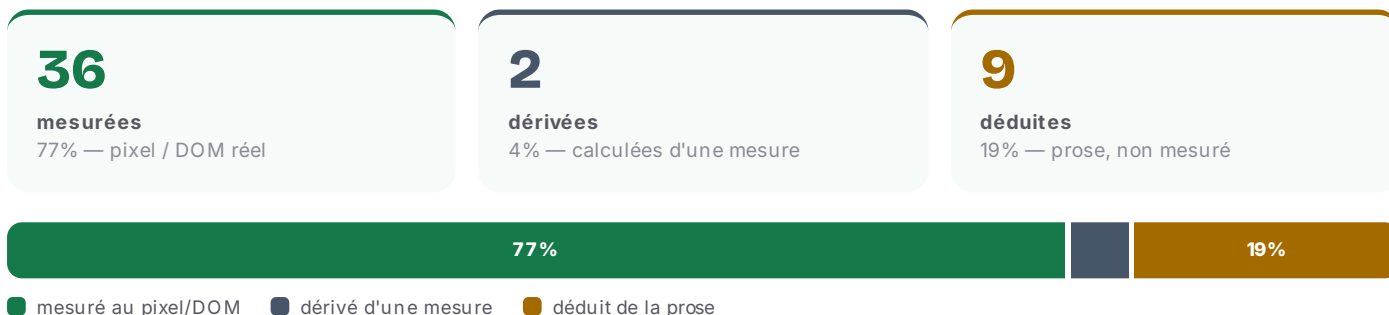 36
mesurées
77% — pixel / DOM réel
2
dérivées
4% — calculées d'une mesure
9
déduites
19% — prose, non mesuré
77%
19%
mesuré au pixel/DOM
dérivé d'une mesure
déduit de la prose